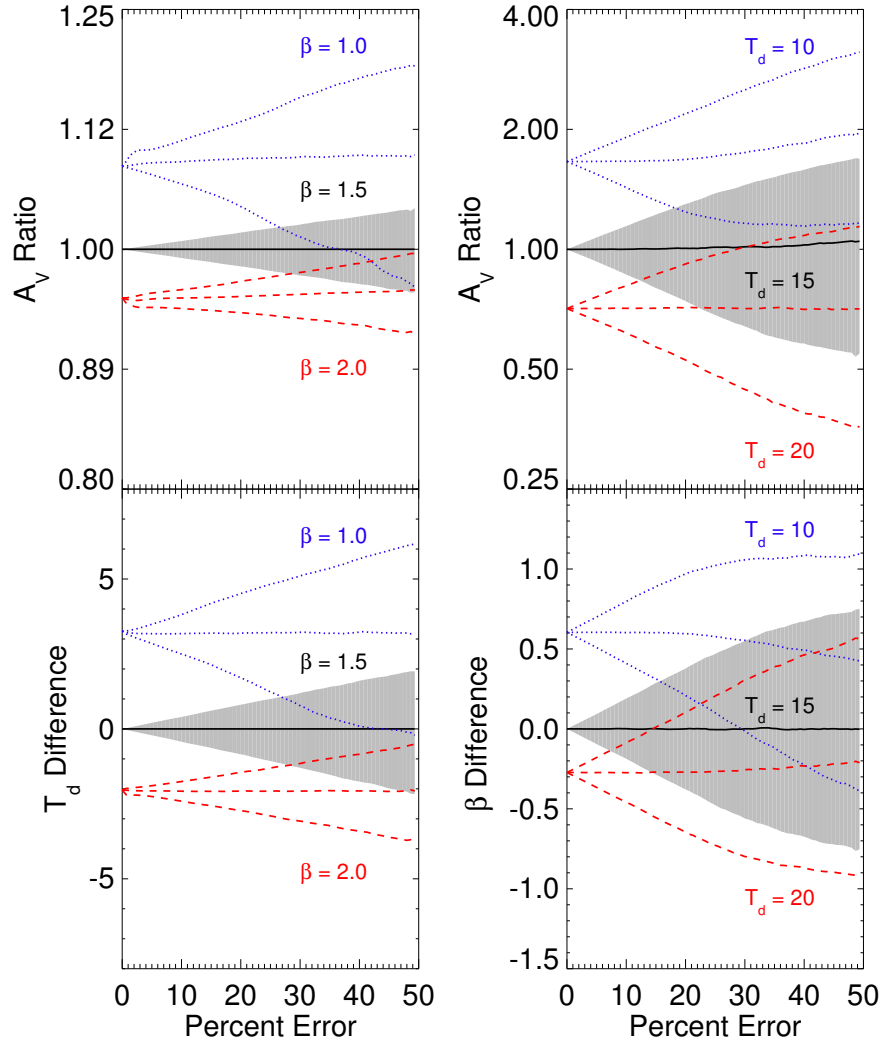 1.25
1.12
1.00
0.89
0.80
A_V Ratio
β = 1.0
β = 1.5
β = 2.0
4.00
2.00
1.00
0.50
0.25
A_V Ratio
T_d = 10
T_d = 15
T_d = 20
5
0
-5
T_d Difference
β = 1.0
β = 1.5
β = 2.0
0 10 20 30 40 50
Percent Error
1.0
0.5
0.0
-0.5
-1.0
-1.5
β Difference
T_d = 10
T_d = 15
T_d = 20
0 10 20 30 40 50
Percent Error